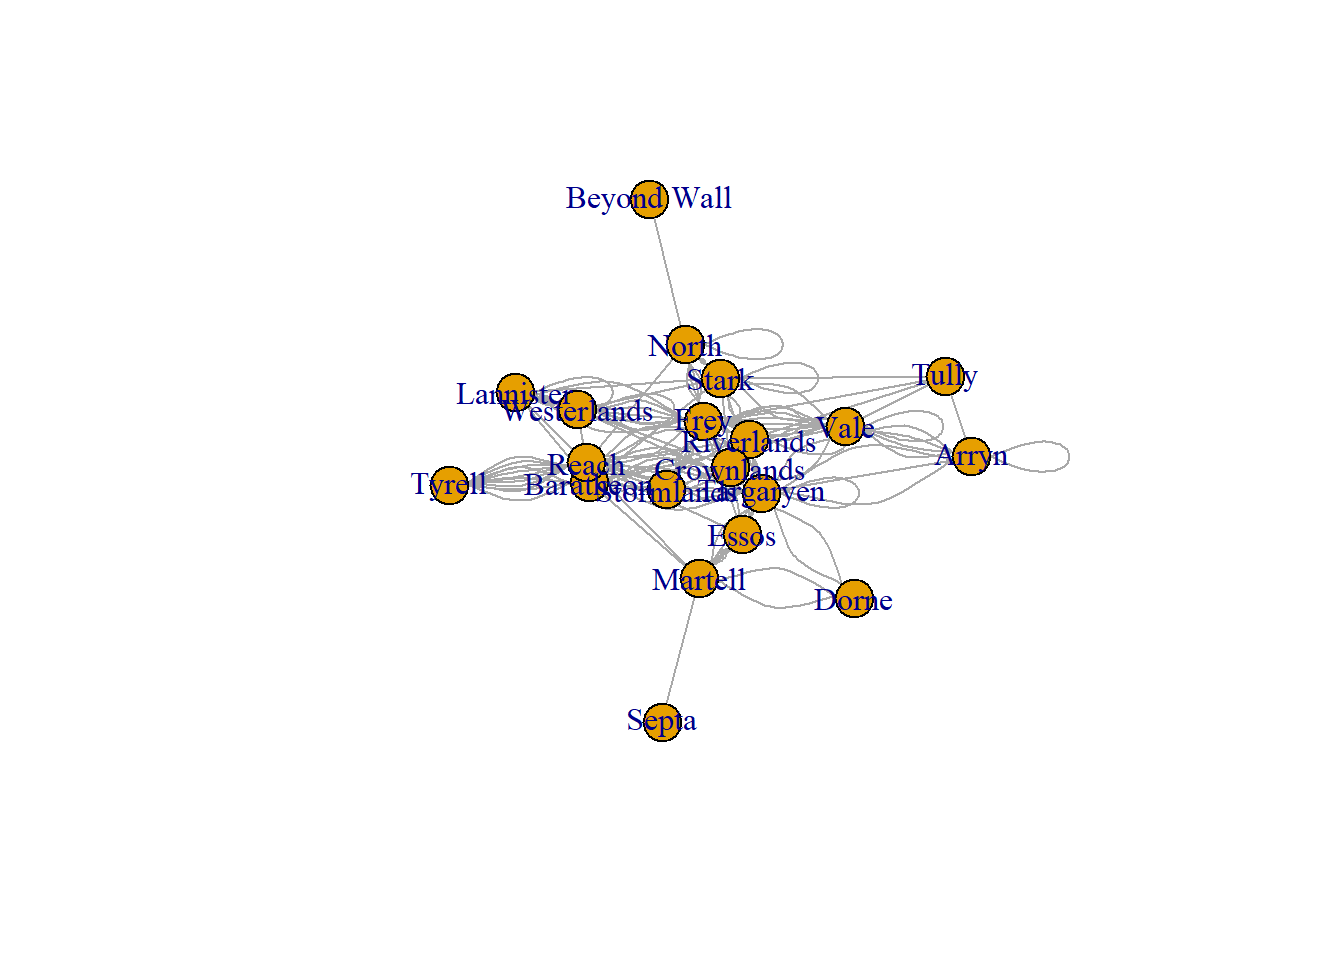 Beyond Wall
North
Stark
Tully
Lannister
Westerlands
Frey
Vale
Riverlands
Arryn
Reach
Crownlands
Tyrell
Baratheon
Stormlands
Targaryen
Essos
Martell
Dorne
Septa